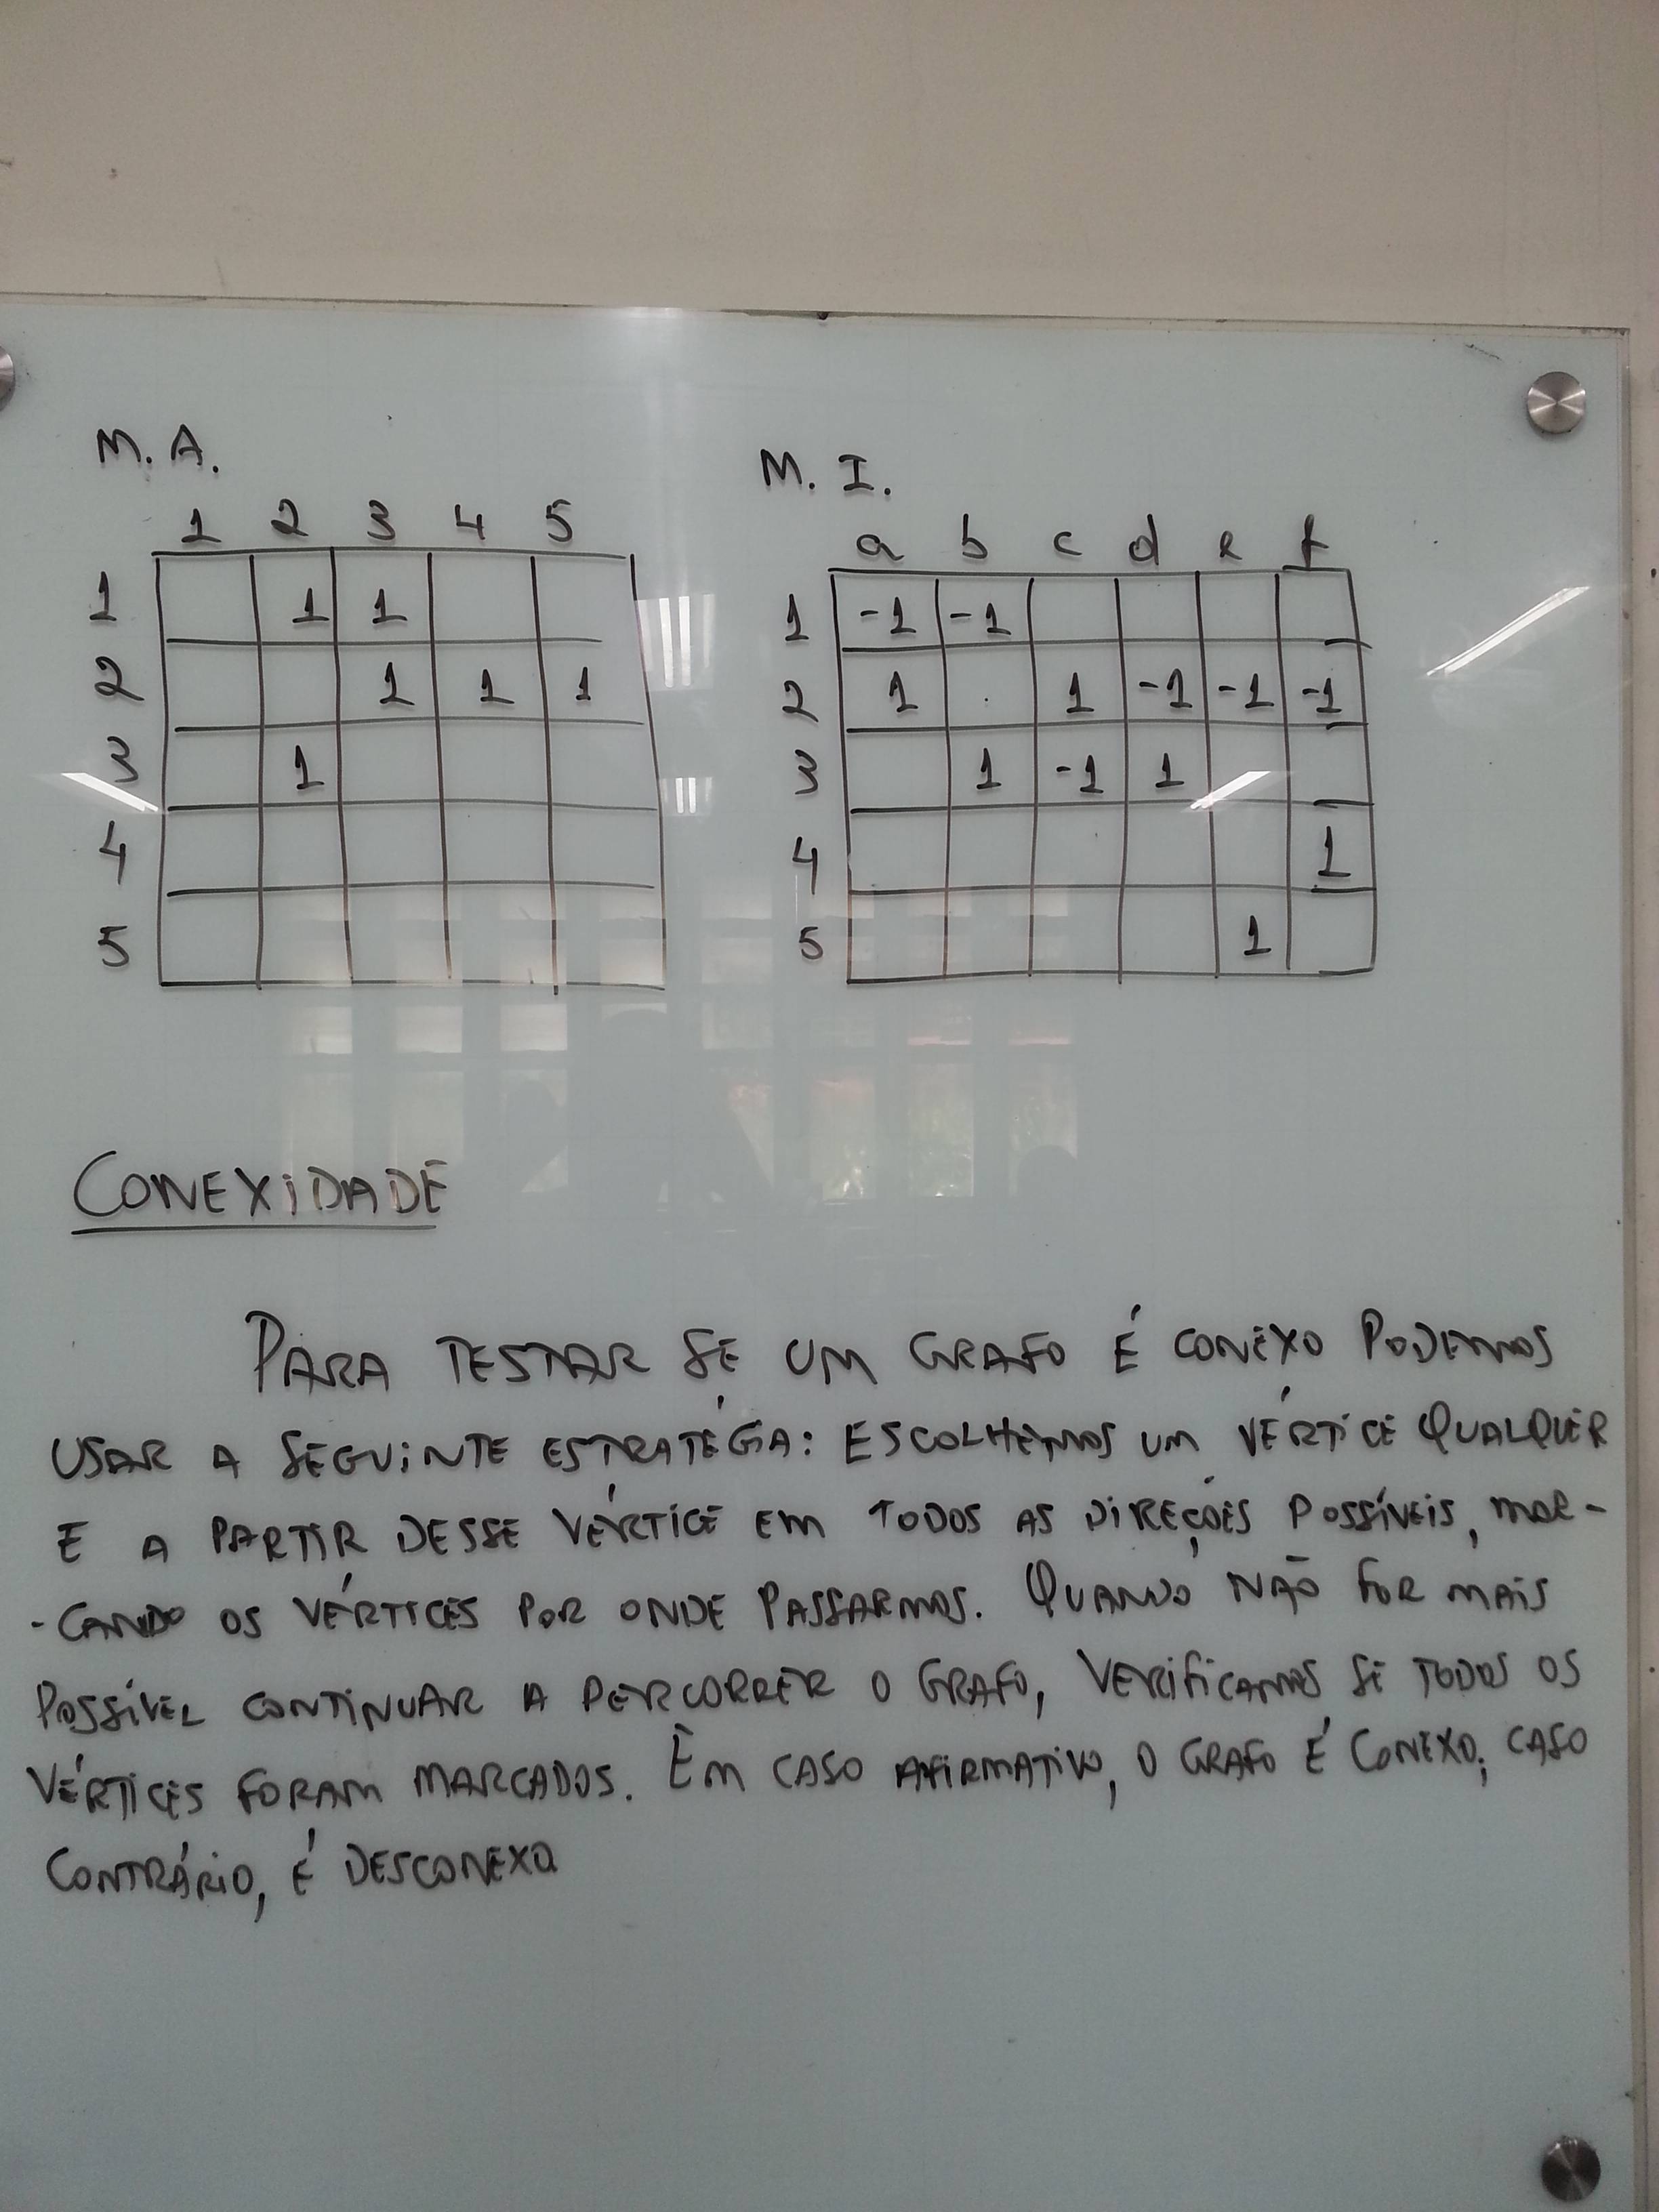 M. A.
1 2 3 4 5
1 1 1
2 1 1 1
3 1
4
5
M. I.
a b c d e f
1 -1 -1
2 1 1 -1 -1 -1
3 1 -1 1
4 1
5 1
CONEXIDADE
PARA TESTAR SE UM GRAFO É CONEXO PODEMOS
USAR A SEGUINTE ESTRATÉGIA: ESCOLHEMOS UM VÉRTICE QUALQUER
E A PARTIR DESSE VÉRTICE EM TODOS AS DIREÇÕES POSSÍVEIS, MAR-
-CANDO OS VÉRTICES POR ONDE PASSARMOS. QUANDO NÃO FOR MAIS
POSSÍVEL CONTINUAR A PERCORRER O GRAFO, VERIFICAMOS SE TODOS OS
VÉRTICES FORAM MARCADOS. EM CASO AFIRMATIVO, O GRAFO É CONEXO; CASO
CONTRÁRIO, É DESCONEXO